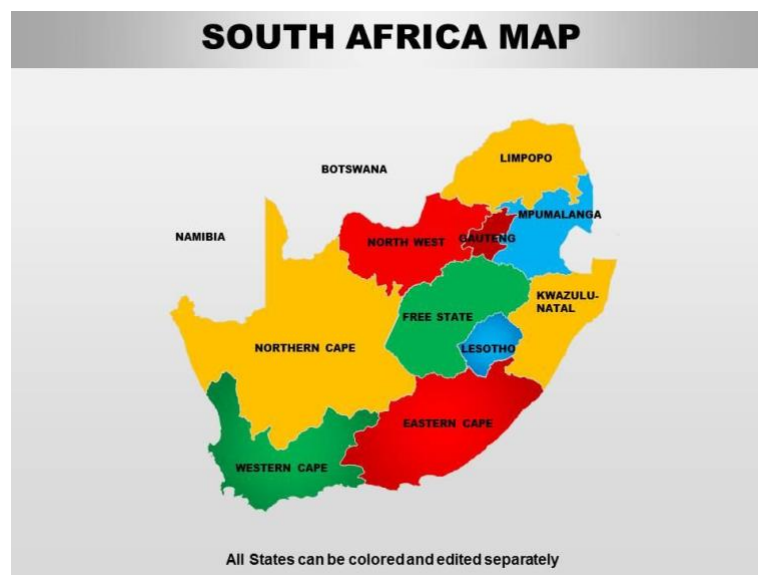 SOUTH AFRICA MAP
LIMPOPO
BOTSWANA
MPUMALANGA
NAMIBIA
NORTH WEST
GAUTENG
KWAZULU-
NATAL
FREE STATE
NORTHERN CAPE
LESOTHO
EASTERN CAPE
WESTERN CAPE
All States can be colored and edited separately